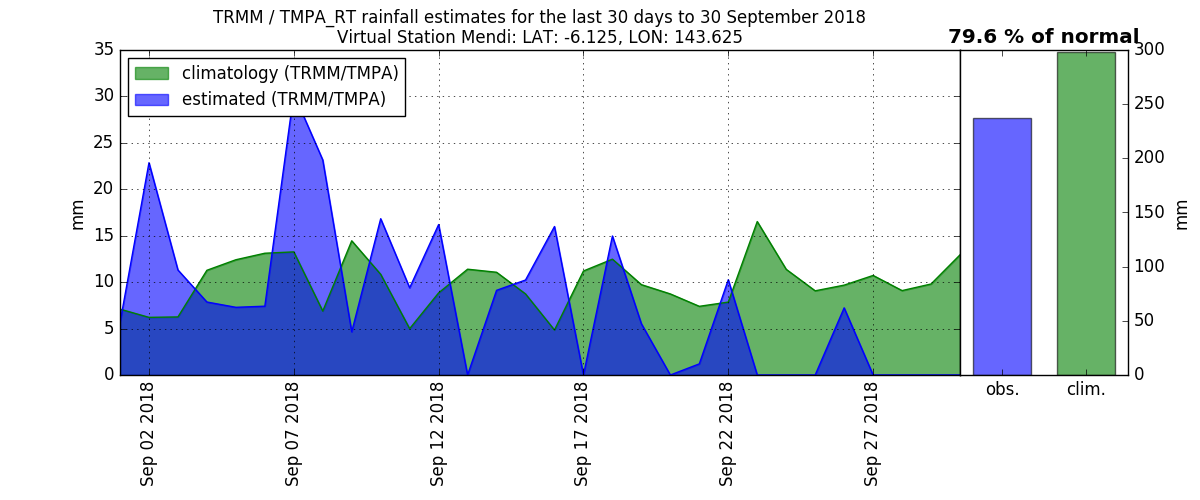 TRMM / TMPA_RT rainfall estimates for the last 30 days to 30 September 2018
Virtual Station Mendi: LAT: -6.125, LON: 143.625
79.6 % of normal
climatology (TRMM/TMPA)
estimated (TRMM/TMPA)
35
30
25
20
15
10
5
0
mm
Sep 02 2018
Sep 07 2018
Sep 12 2018
Sep 17 2018
Sep 22 2018
Sep 27 2018
300
250
200
150
100
50
0
mm
obs.
clim.